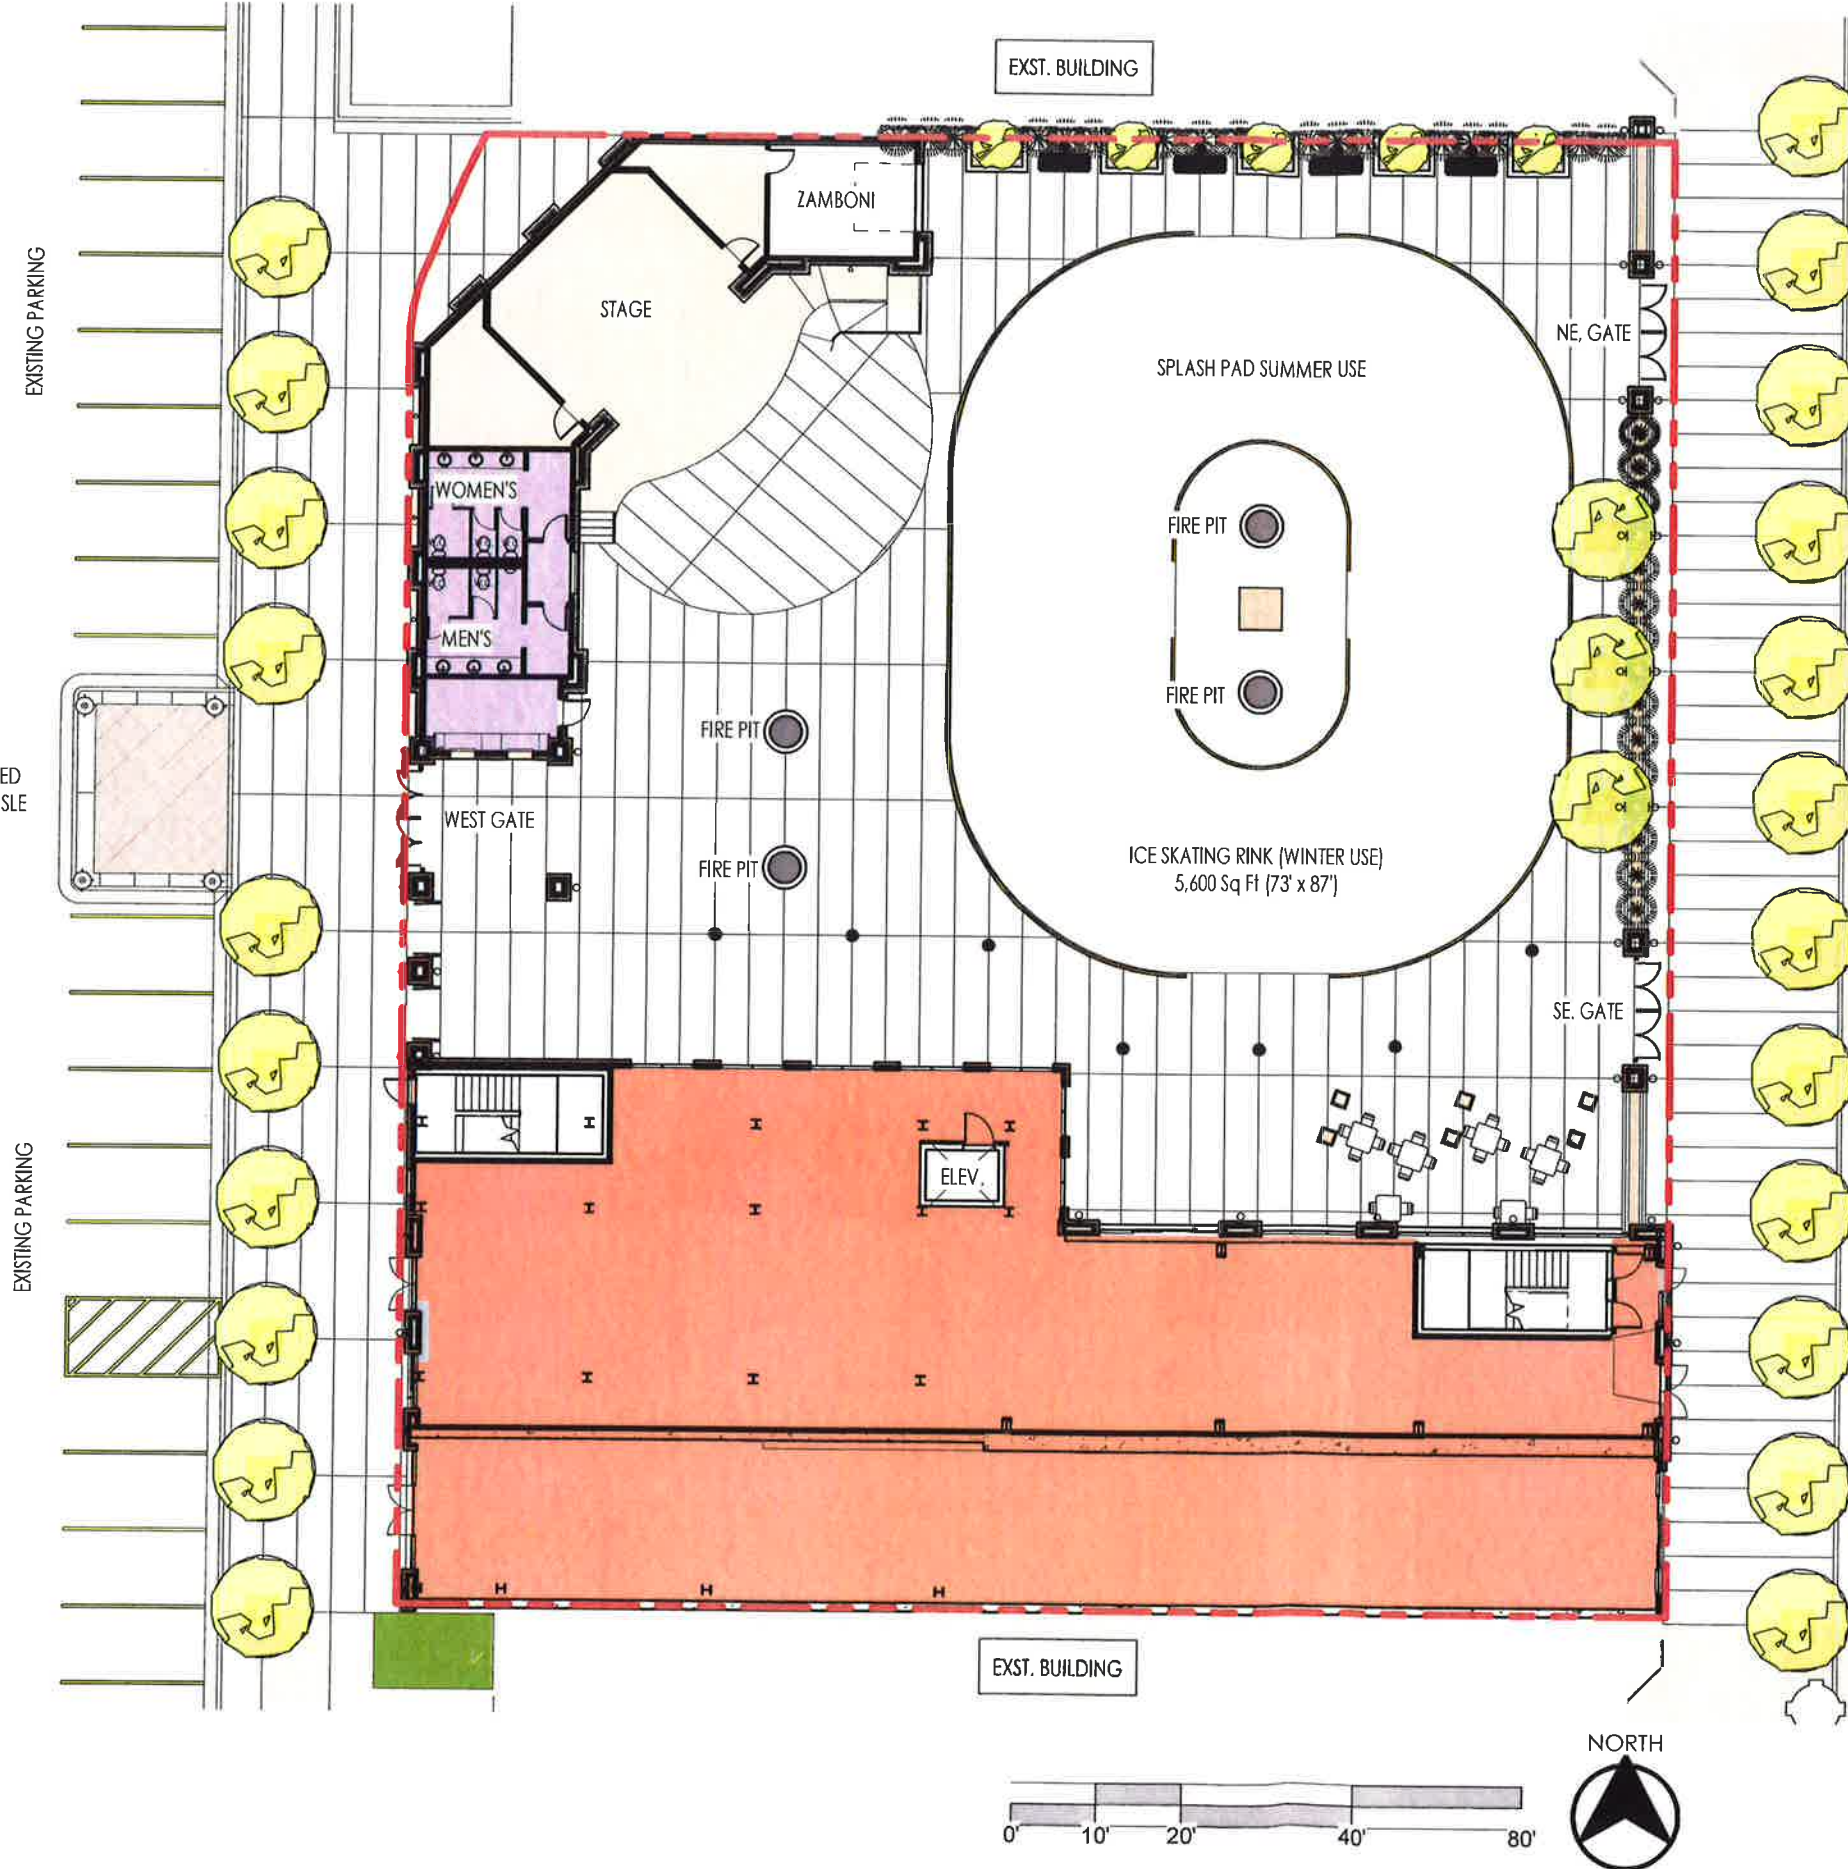 EXST. BUILDING
ZAMBONI
STAGE
EXISTING PARKING
NE, GATE
SPLASH PAD SUMMER USE
WOMEN'S
FIRE PIT
MEN'S
FIRE PIT
FIRE PIT
ED
SLE
WEST GATE
FIRE PIT
ICE SKATING RINK (WINTER USE)
5,600 Sq Ft (73' x 87')
SE. GATE
ELEV.
EXISTING PARKING
EXST. BUILDING
NORTH
0' 10' 20' 40' 80'